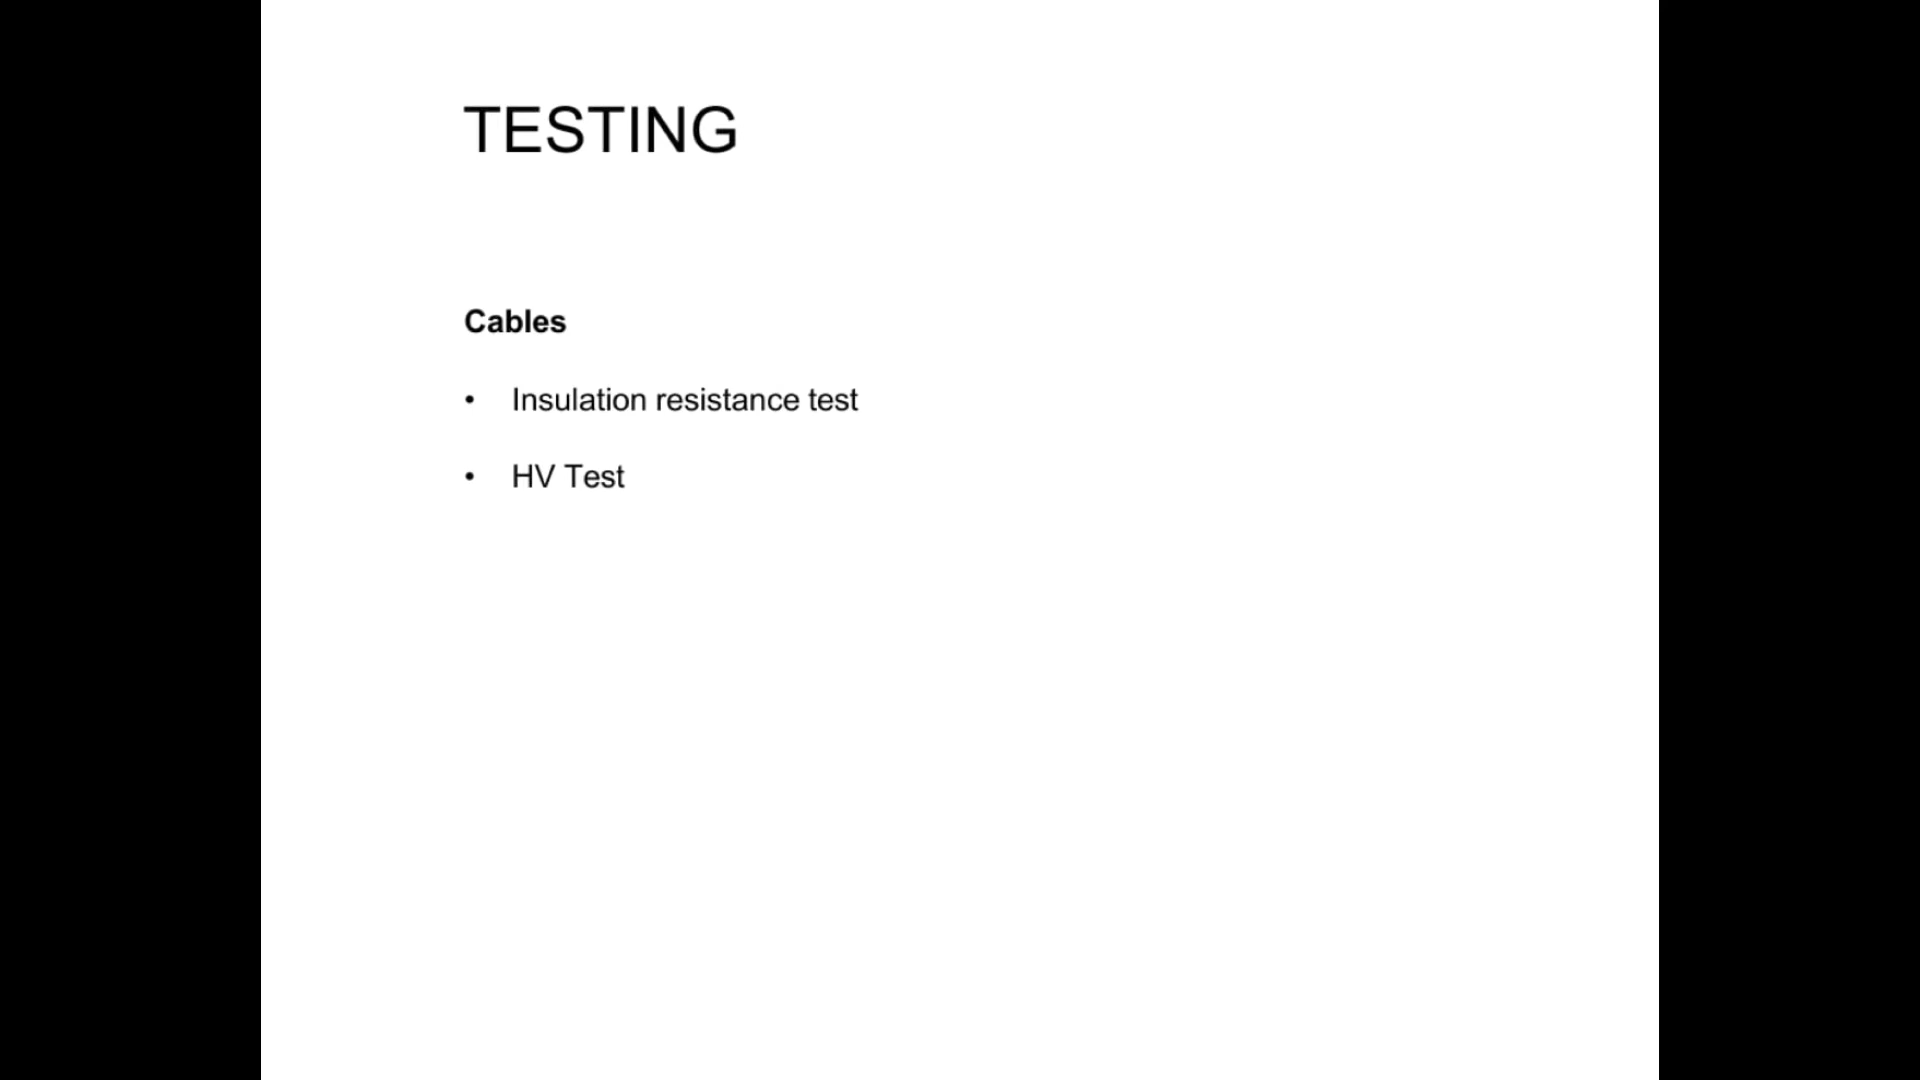 TESTING
Cables
• Insulation resistance test
• HV Test